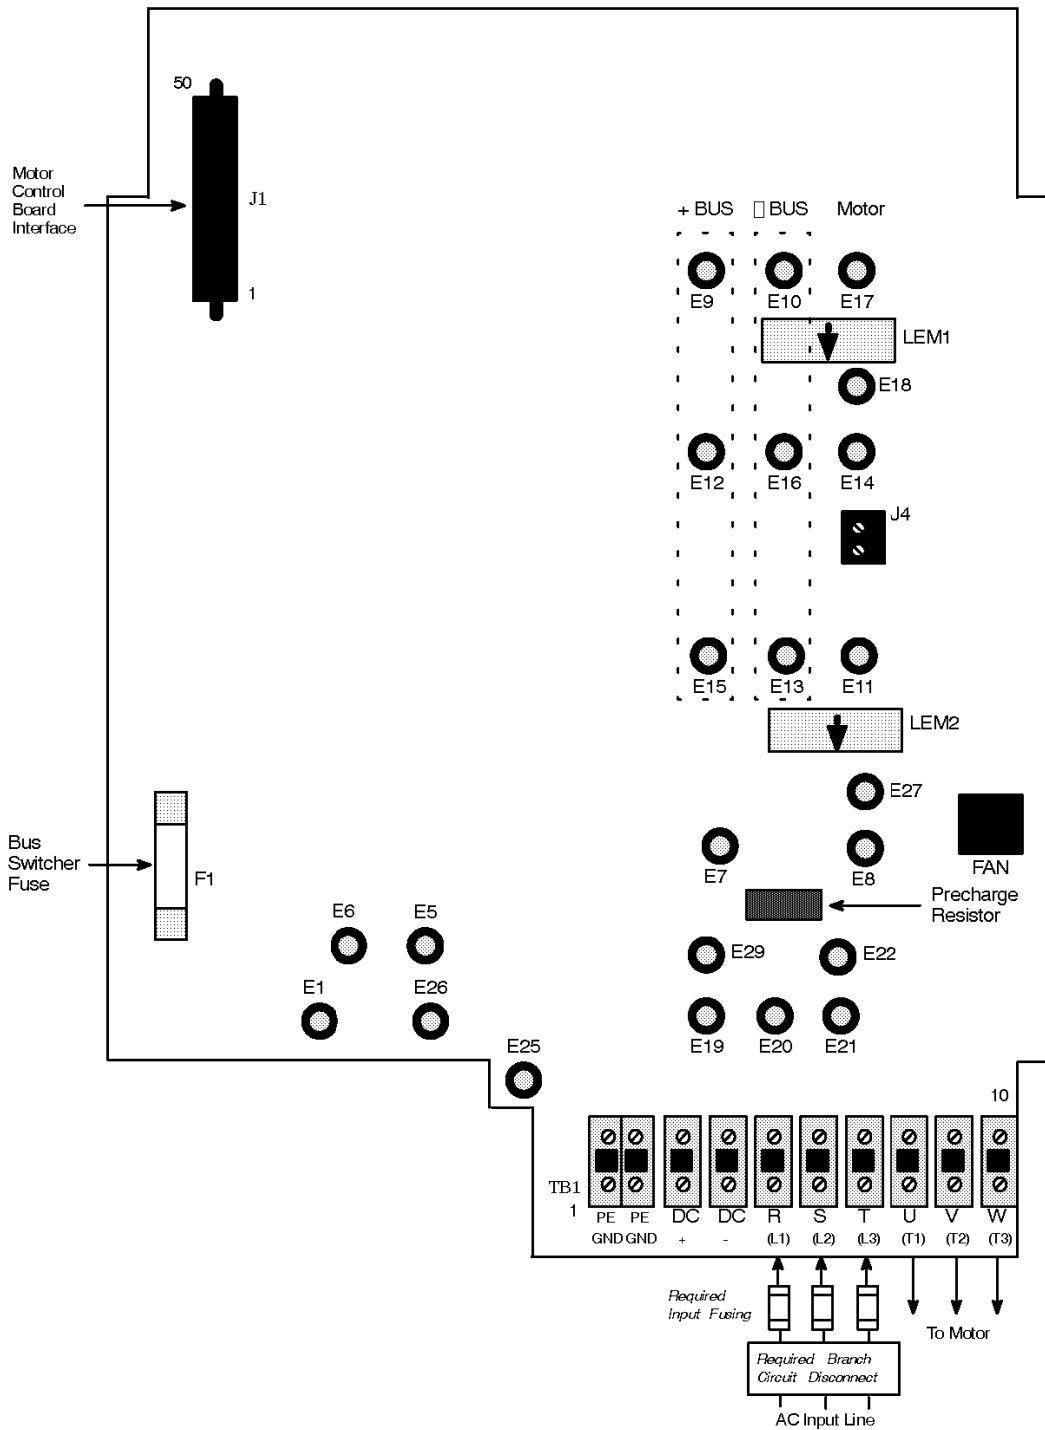 50
Motor
Control
Board
Interface
J1
1
+ BUS □ BUS Motor
E9 E10 E17
LEM1
E18
E12 E16 E14
J4
E15 E13 E11
LEM2
E27
Bus
Switcher
Fuse
F1
E7 E8 FAN
Precharge
Resistor
E6 E5
E29 E22
E1 E26
E19 E20 E21
E25
10
TB1
1
PE PE DC DC R S T U V W
GND GND + - (L1) (L2) (L3) (T1) (T2) (T3)
Required
Input Fusing
To Motor
Required Branch
Circuit Disconnect
AC Input Line